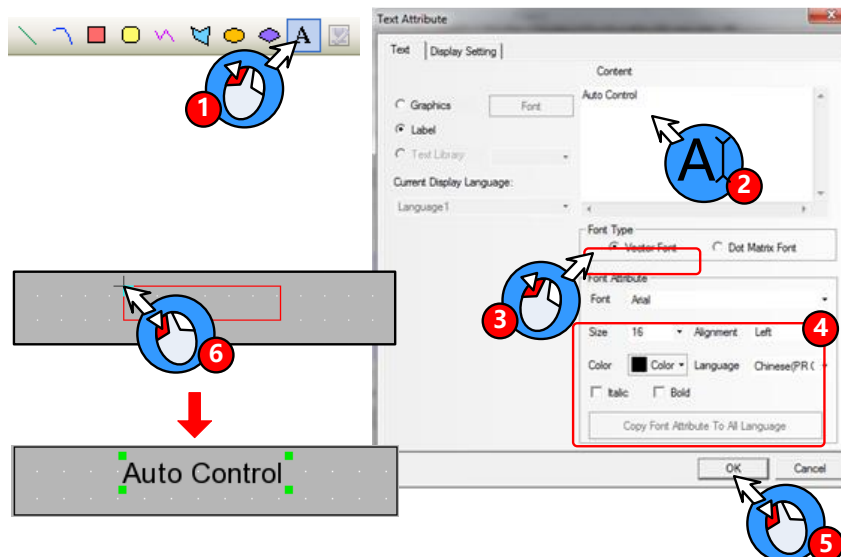 A
1
Text Attribute
Text
Display Setting
Content
Graphics
Font
Auto Control
Label
Text Library
A
2
Current Display Language:
Language1
Font Type
Vector Font
Dot Matrix Font
3
Font Attribute
Font
Arial
Size
16
Alignment
Left
4
Color
Color
Language
Chinese(PR C
Italic
Bold
Copy Font Attribute To All Language
6
OK
Cancel
5
Auto Control